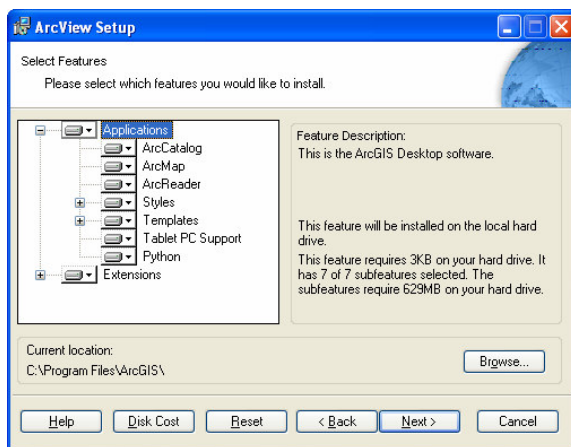 ArcView Setup
Select Features
Please select which features you would like to install.
Applications
ArcCatalog
ArcMap
ArcReader
Styles
Templates
Tablet PC Support
Python
Extensions
Feature Description:
This is the ArcGIS Desktop software.
This feature will be installed on the local hard
drive.
This feature requires 3KB on your hard drive. It
has 7 of 7 subfeatures selected. The
subfeatures require 629MB on your hard drive.
Current location:
C:\Program Files\ArcGIS\
Browse...
Help
Disk Cost
Reset
< Back
Next >
Cancel